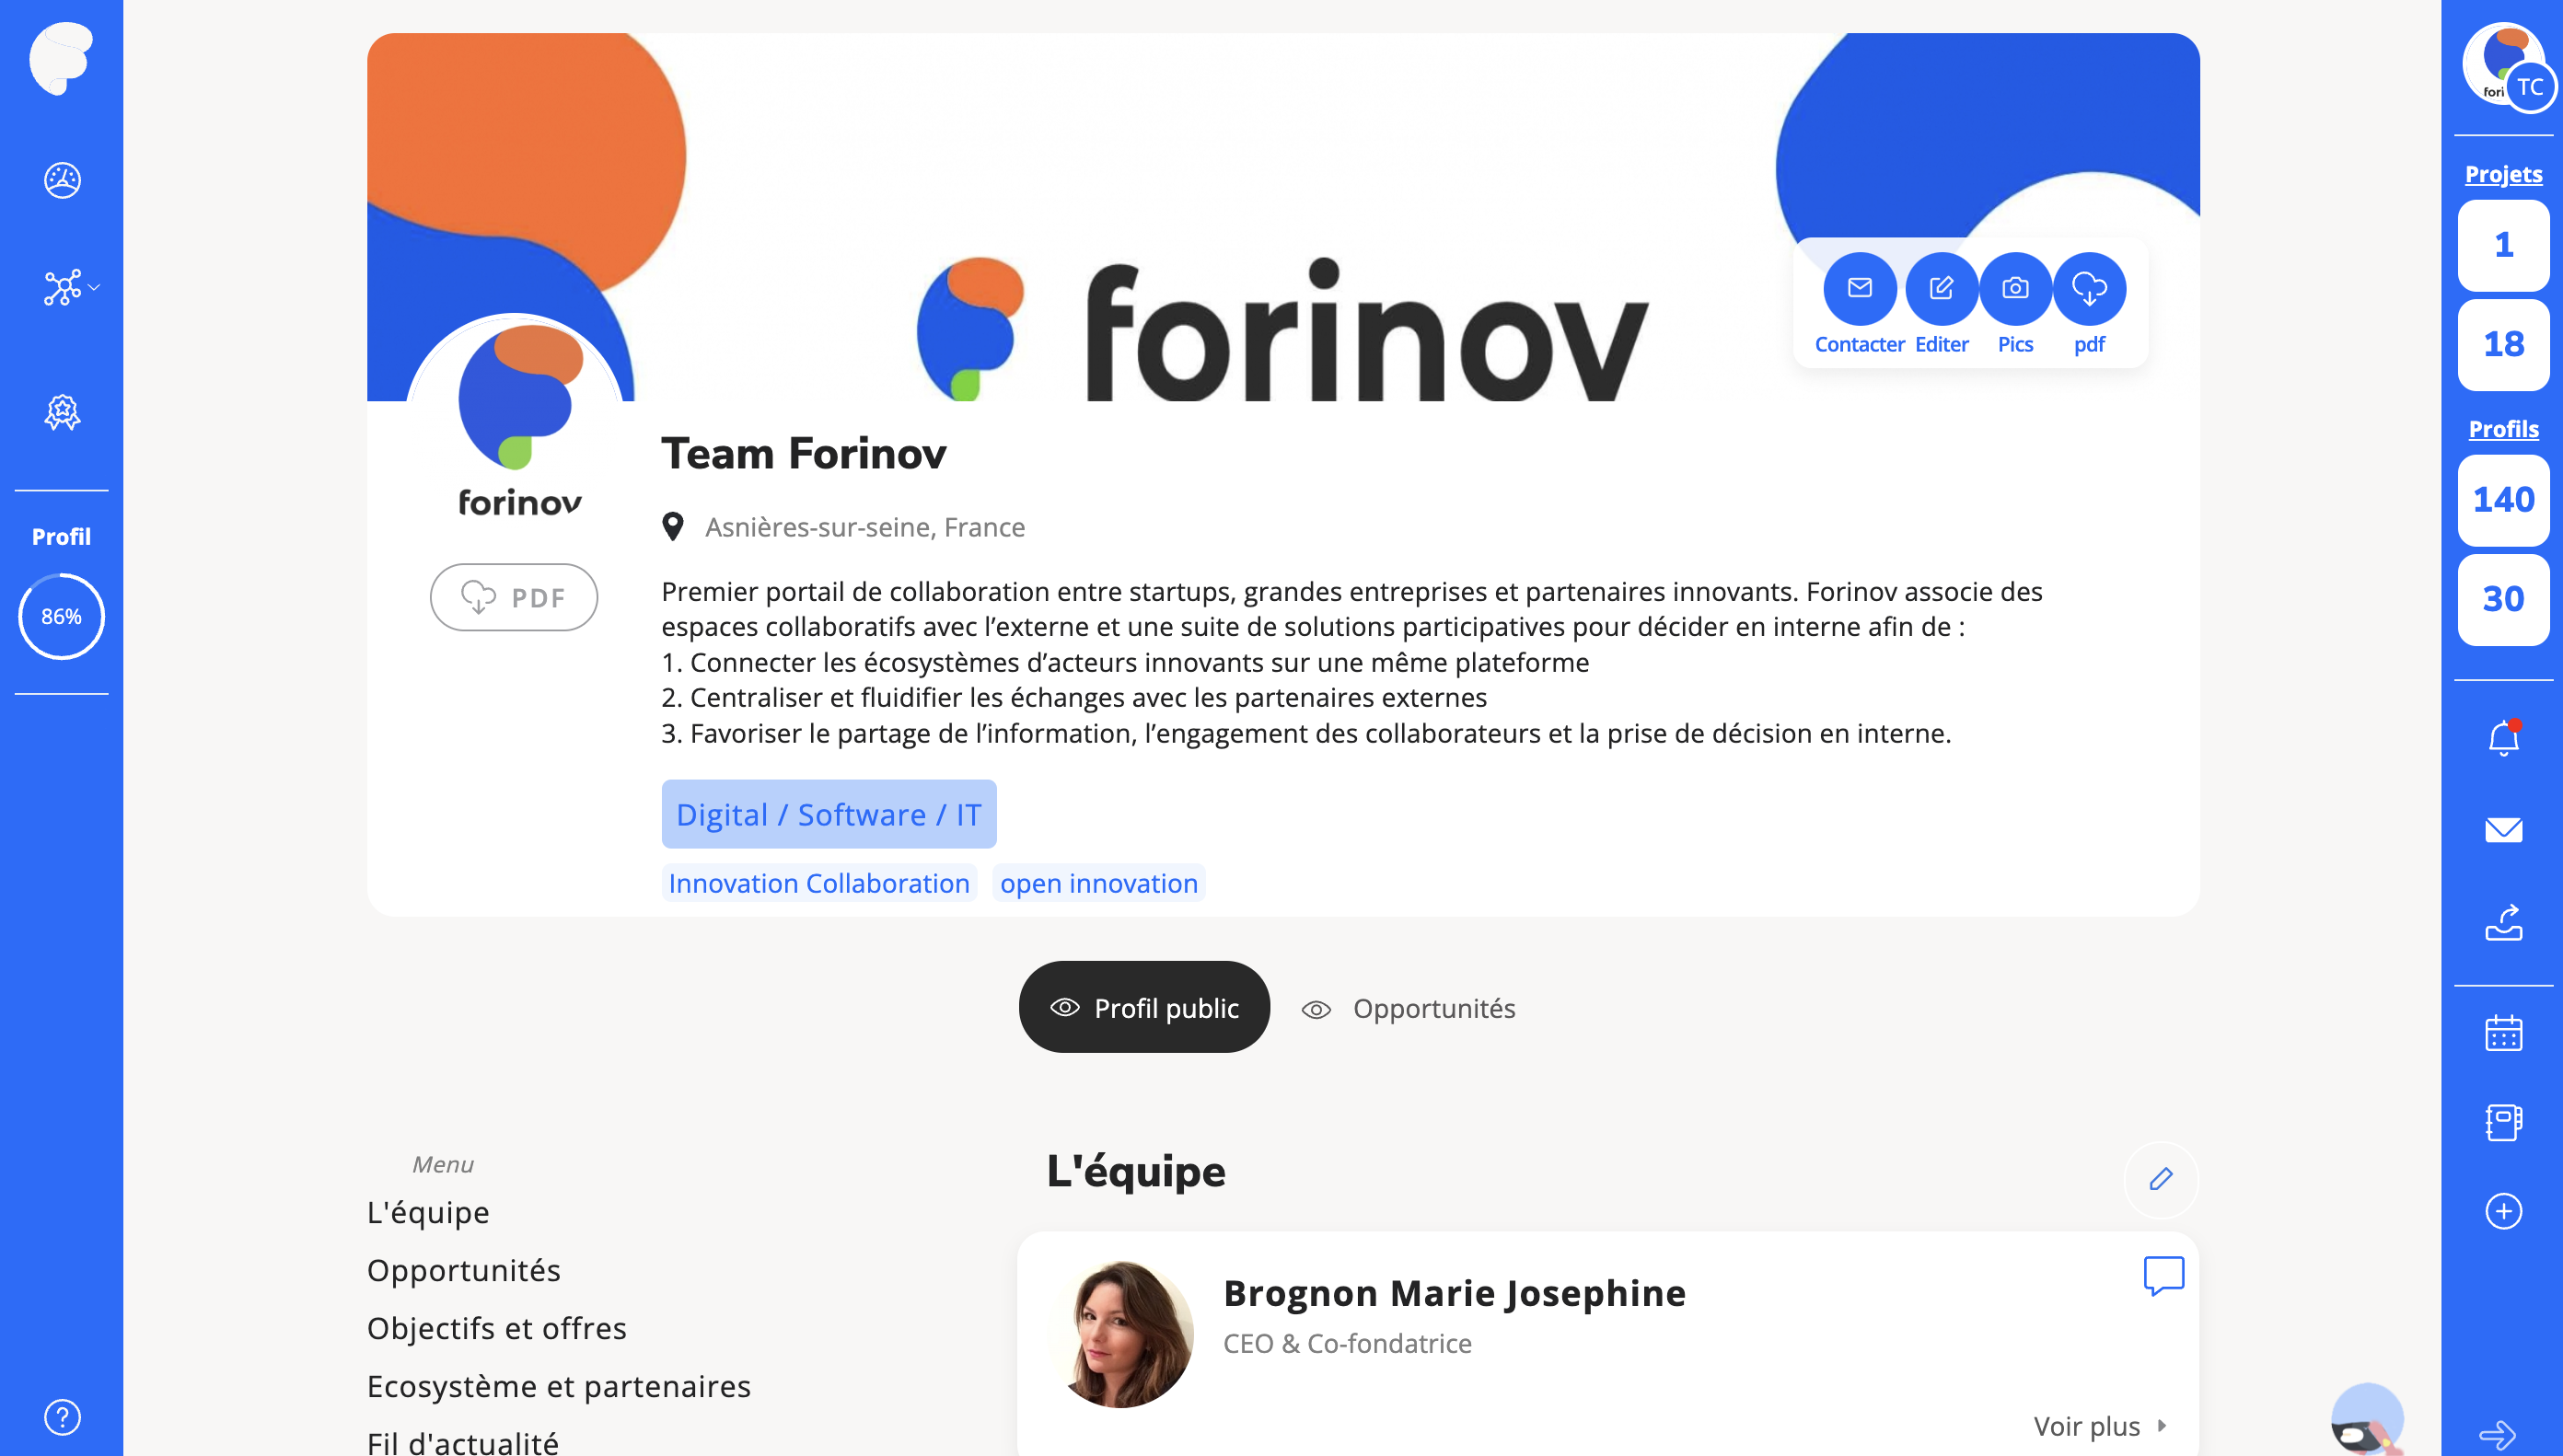 forinov
Contacter Editer Pics pdf
forinov
PDF
Team Forinov
Asnières-sur-seine, France
Premier portail de collaboration entre startups, grandes entreprises et partenaires innovants. Forinov associe des
espaces collaboratifs avec l’externe et une suite de solutions participatives pour décider en interne afin de :
1. Connecter les écosystèmes d’acteurs innovants sur une même plateforme
2. Centraliser et fluidifier les échanges avec les partenaires externes
3. Favoriser le partage de l’information, l’engagement des collaborateurs et la prise de décision en interne.
Digital / Software / IT
Innovation Collaboration open innovation
Profil public Opportunités
Menu
L'équipe
Opportunités
Objectifs et offres
Ecosystème et partenaires
Fil d'actualité
L'équipe
Brognon Marie Josephine
CEO & Co-fondatrice
Voir plus
Profil
86%
?
fori
TC
Projets
1
18
Profils
140
30